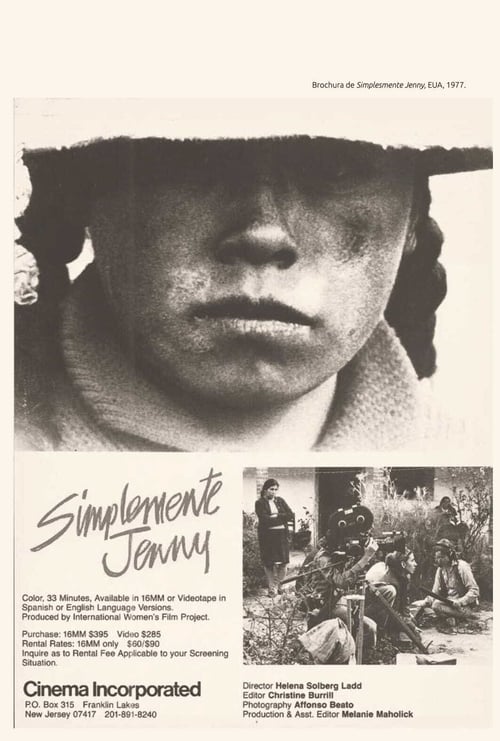 Brochura de Simplesmente Jenny, EUA, 1977.
Simplemente
Jenny
Color, 33 Minutes, Available in 16MM or Videotape in
Spanish or English Language Versions.
Produced by International Women's Film Project.
Purchase: 16MM $395 Video $285
Rental Rates: 16MM only $60/$90
Inquire as to Rental Fee Applicable to your Screening
Situation.
Cinema Incorporated
P.O. Box 315 Franklin Lakes
New Jersey 07417 201-891-8240
Director Helena Solberg Ladd
Editor Christine Burrill
Photography Affonso Beato
Production & Asst. Editor Melanie Maholick